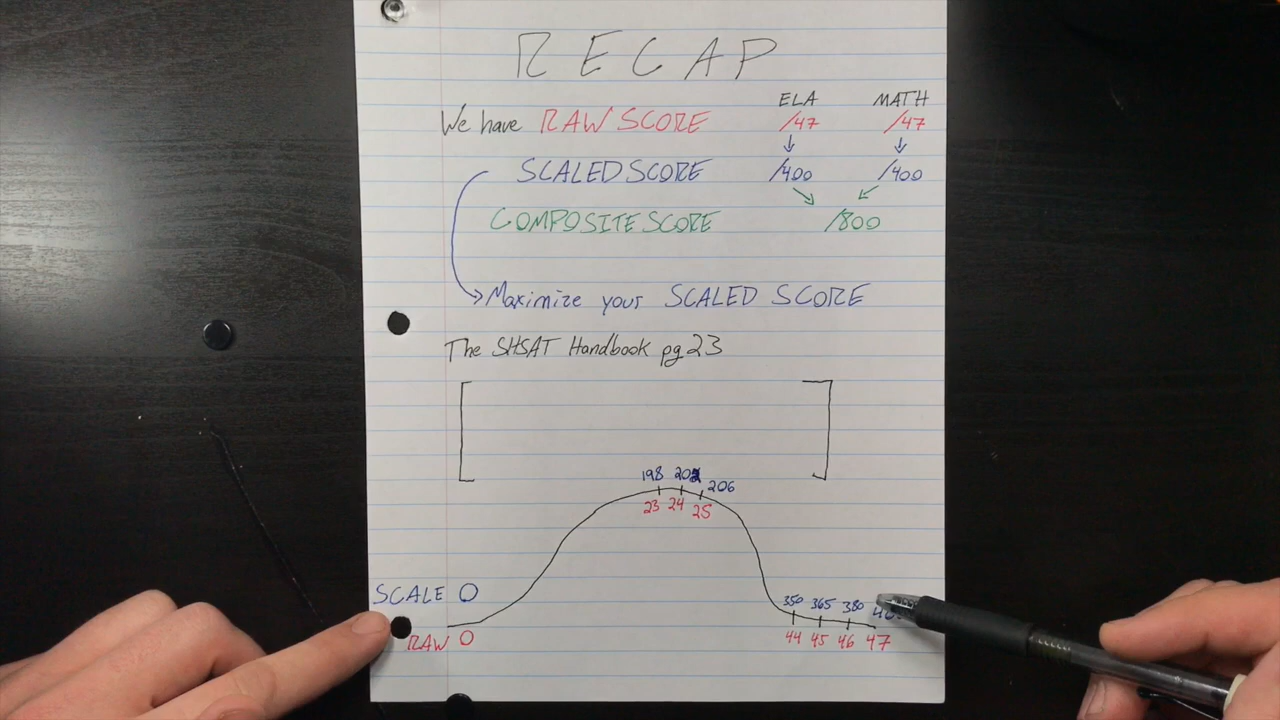 RECAP
ELA MATH
We have RAW SCORE /47 /47
SCALED SCORE /400 /400
COMPOSITE SCORE /800
Maximize your SCALED SCORE
The SHSAT Handbook pg 23
198 202 206
23 24 25
SCALE 0 350 365 380
RAW 0 44 45 46 47